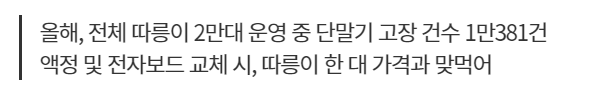 올해, 전체 따릉이 2만대 운영 중 단말기 고장 건수 1만381건
액정 및 전자보드 교체 시, 따릉이 한 대 가격과 맞먹어